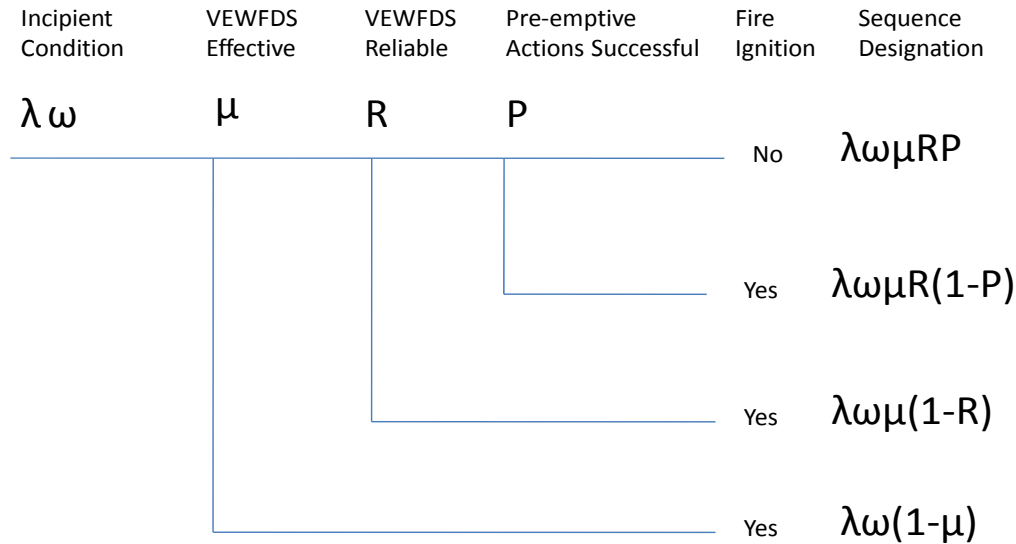 Incipient Condition
VEWFDS Effective
VEWFDS Reliable
Pre-emptive Actions Successful
Fire Ignition
Sequence Designation
λ ω
μ
R
P
No
λωμRP
Yes
λωμR(1-P)
Yes
λωμ(1-R)
Yes
λω(1-μ)